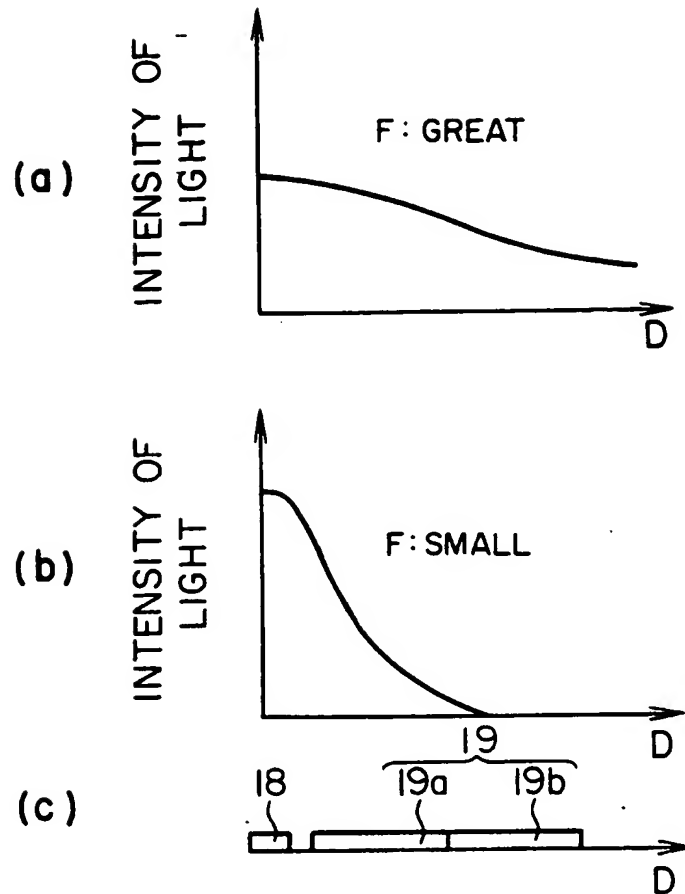 (a)
INTENSITY OF
LIGHT
F: GREAT
D
(b)
INTENSITY OF
LIGHT
F: SMALL
D
(c)
19
18
19a
19b
D